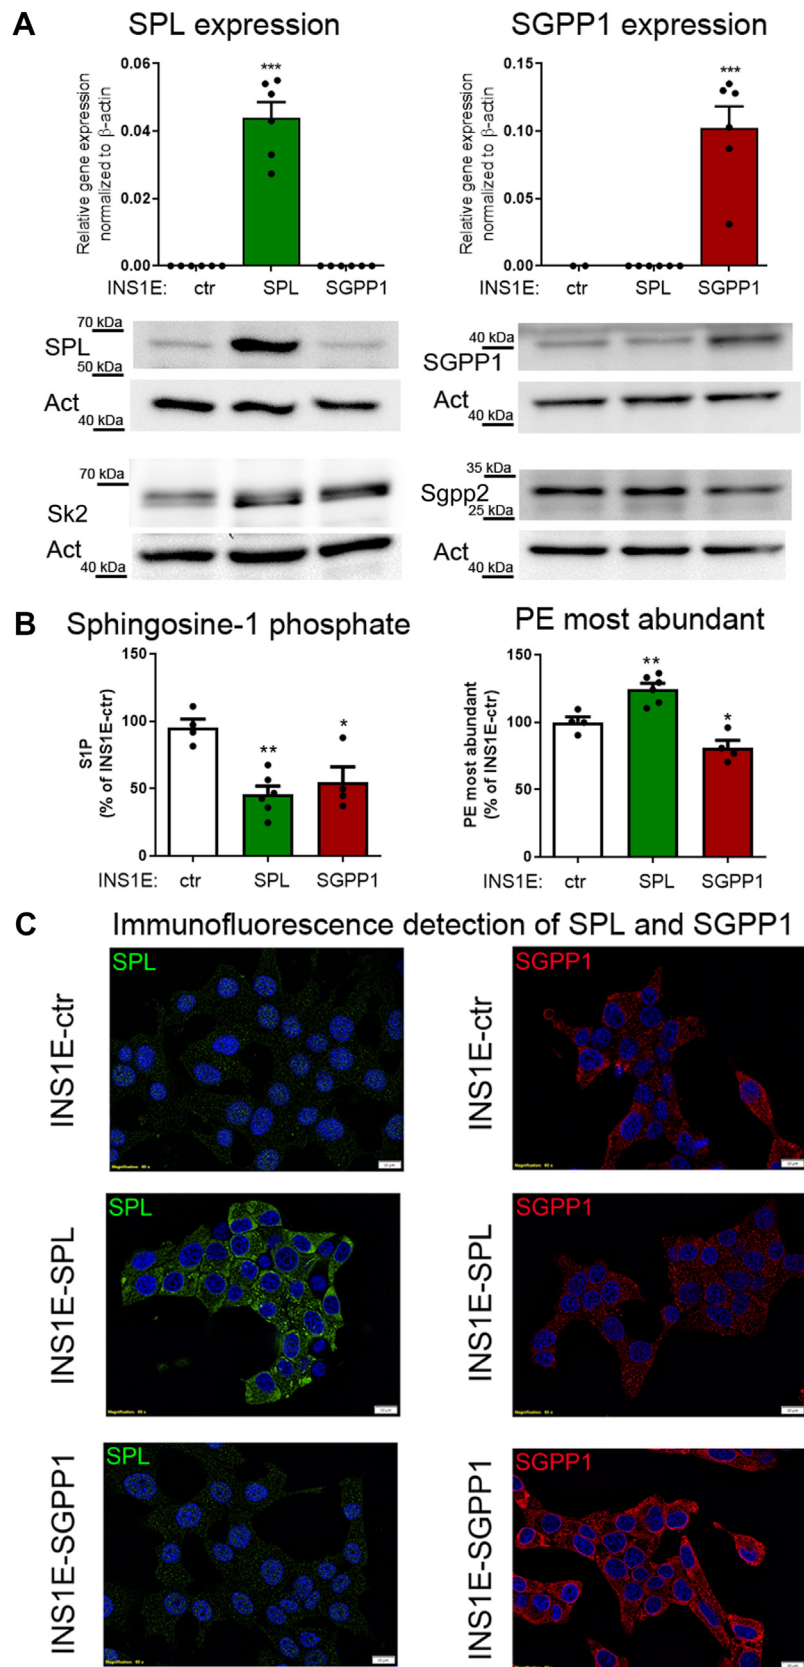 A
SPL expression
SGPP1 expression
Relative gene expression
normalized to β-actin
0.06
0.04
0.02
0.00
***
INS1E: ctr SPL SGPP1
Relative gene expression
normalized to β-actin
0.15
0.10
0.05
0.00
***
INS1E: ctr SPL SGPP1
70 kDa
SPL
50 kDa
Act
40 kDa
70 kDa
Sk2
Act
40 kDa
40 kDa
SGPP1
Act
40 kDa
35 kDa
Sgpp2
25 kDa
Act
40 kDa
B
Sphingosine-1 phosphate
PE most abundant
S1P
(% of INS1E-ctr)
150
100
50
0
**
*
INS1E: ctr SPL SGPP1
PE most abundant
(% of INS1E-ctr)
150
100
50
0
**
*
INS1E: ctr SPL SGPP1
C
Immunofluorescence detection of SPL and SGPP1
INS1E-ctr
SPL
INS1E-ctr
SGPP1
INS1E-SPL
SPL
INS1E-SPL
SGPP1
INS1E-SGPP1
SPL
INS1E-SGPP1
SGPP1